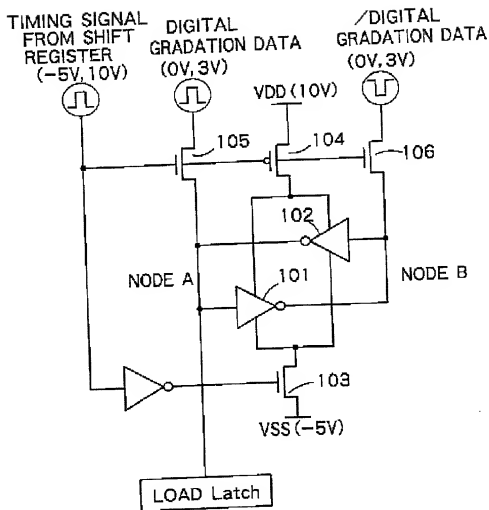 TIMING SIGNAL
FROM SHIFT
REGISTER
(-5V, 10V)
DIGITAL
GRADATION DATA
(0V, 3V)
/DIGITAL
GRADATION DATA
(0V, 3V)
VDD (10V)
105
104
106
102
NODE A
101
NODE B
103
VSS(-5V)
LOAD Latch